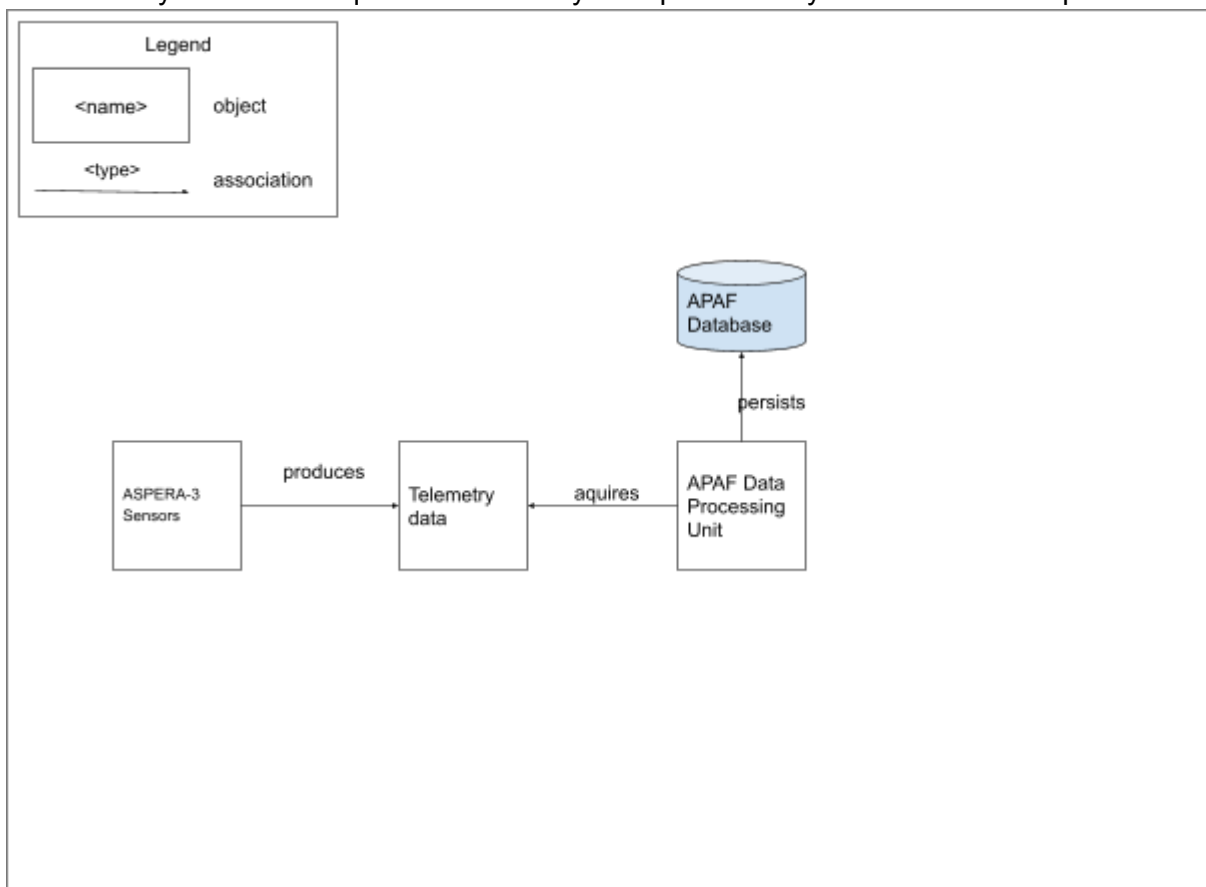 Legend
<name>
object
<type>
association
APAF
Database
persists
produces
aquires
ASPERA-3
Sensors
Telemetry
data
APAF Data
Processing
Unit